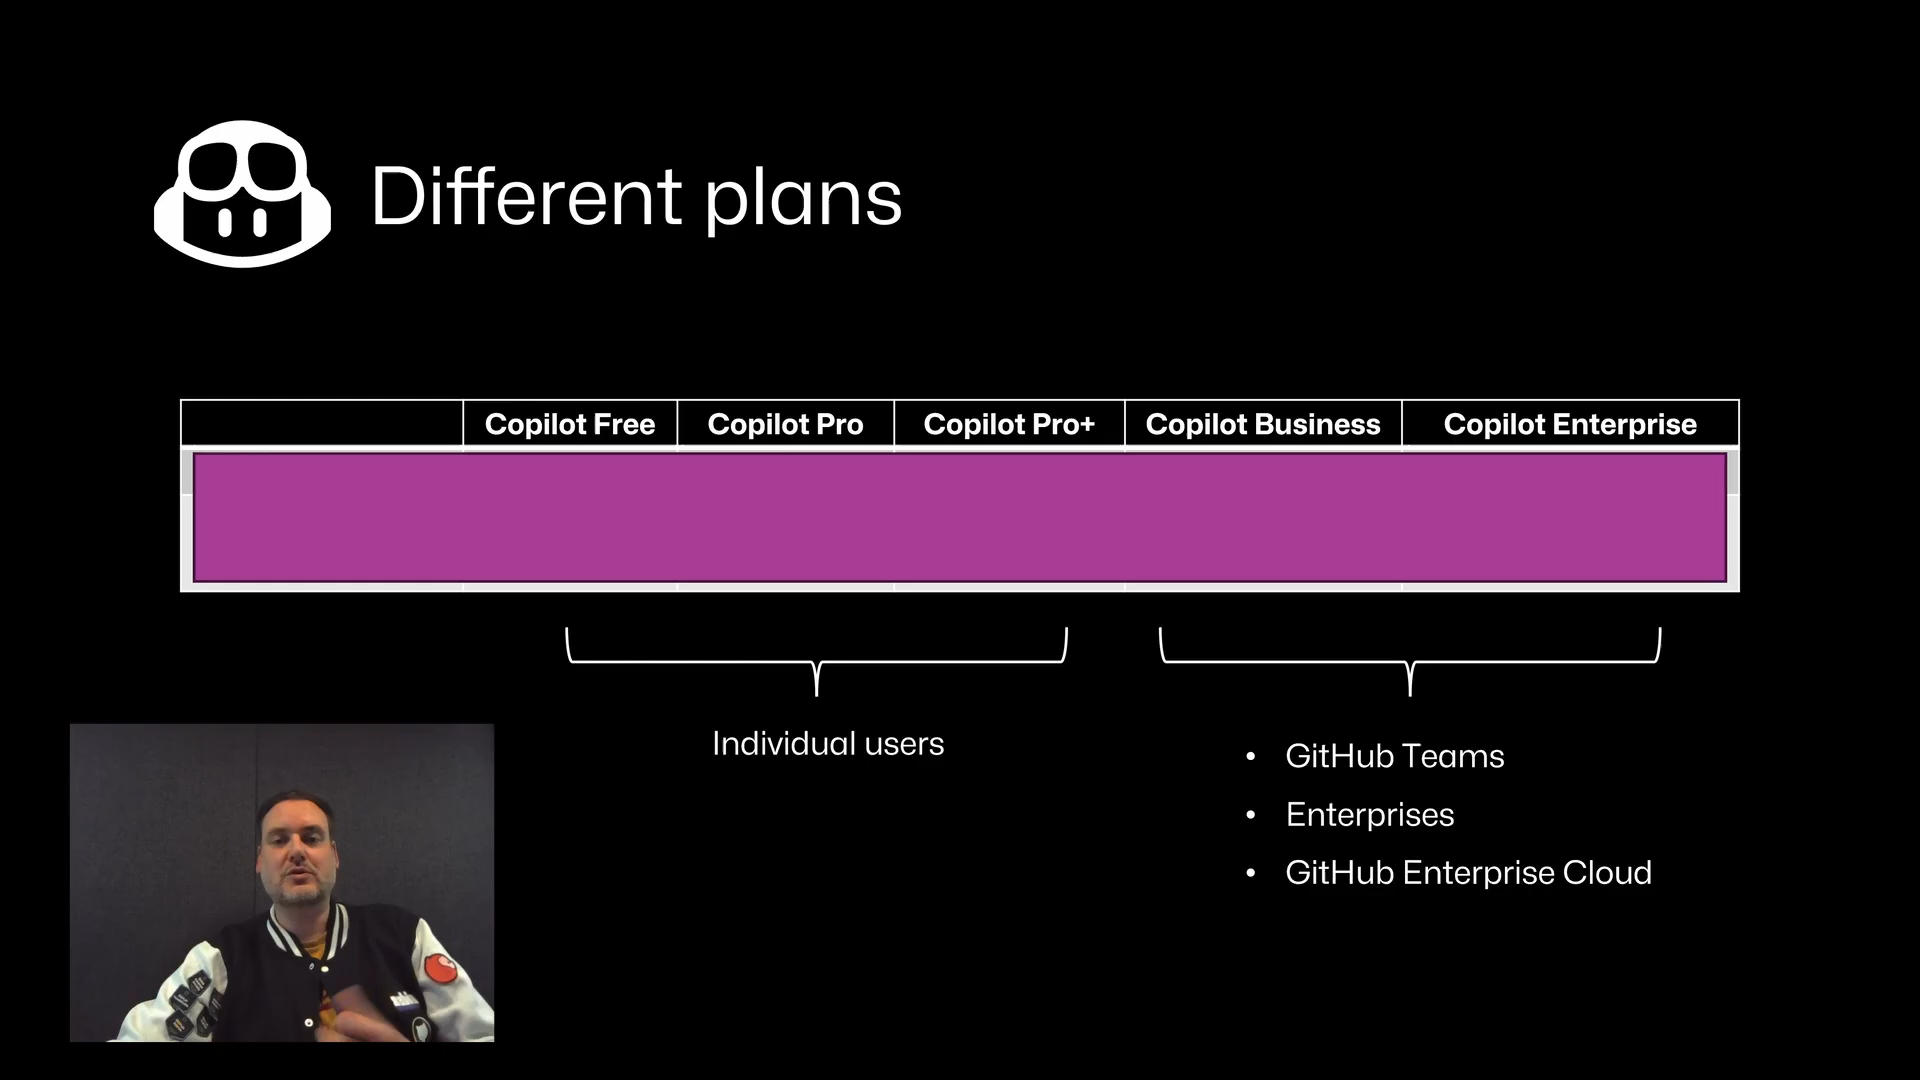 Different plans
Copilot Free Copilot Pro Copilot Pro+ Copilot Business Copilot Enterprise
Individual users
• GitHub Teams
• Enterprises
• GitHub Enterprise Cloud